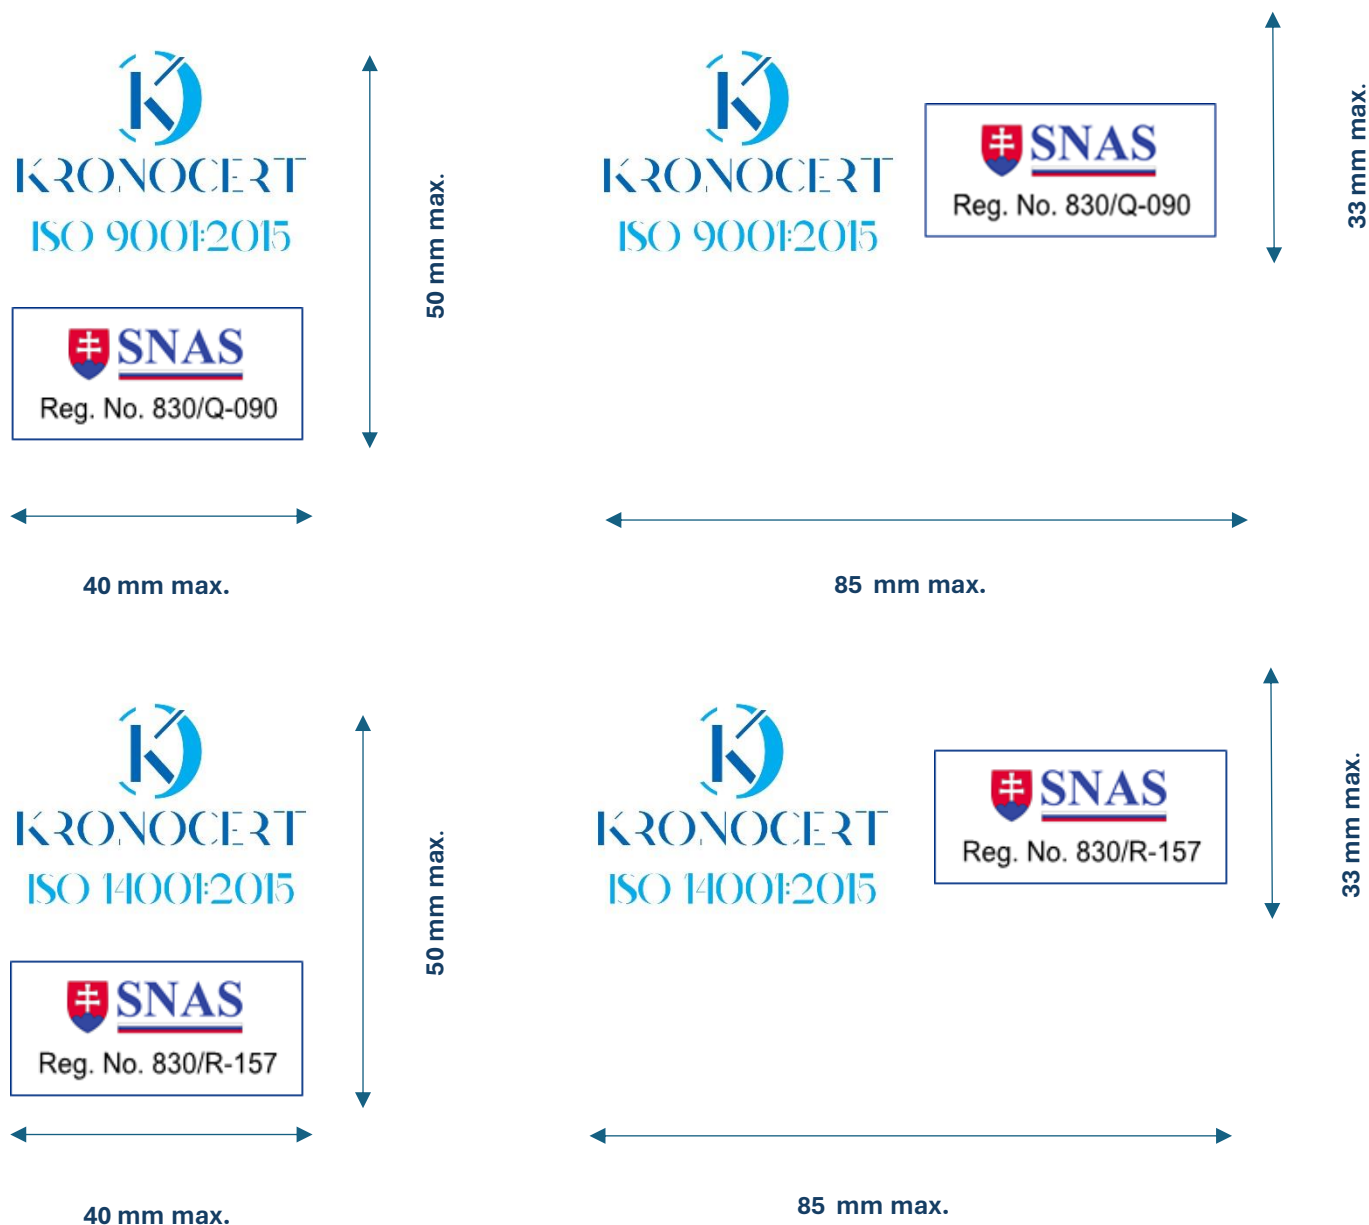 KRONOCERT
ISO 9001:2015
SNAS
Reg. No. 830/Q-090
50 mm max.
40 mm max.
KRONOCERT
ISO 9001:2015
SNAS
Reg. No. 830/Q-090
33 mm max.
85 mm max.
KRONOCERT
ISO 14001:2015
SNAS
Reg. No. 830/R-157
50 mm max.
40 mm max.
KRONOCERT
ISO 14001:2015
SNAS
Reg. No. 830/R-157
33 mm max.
85 mm max.